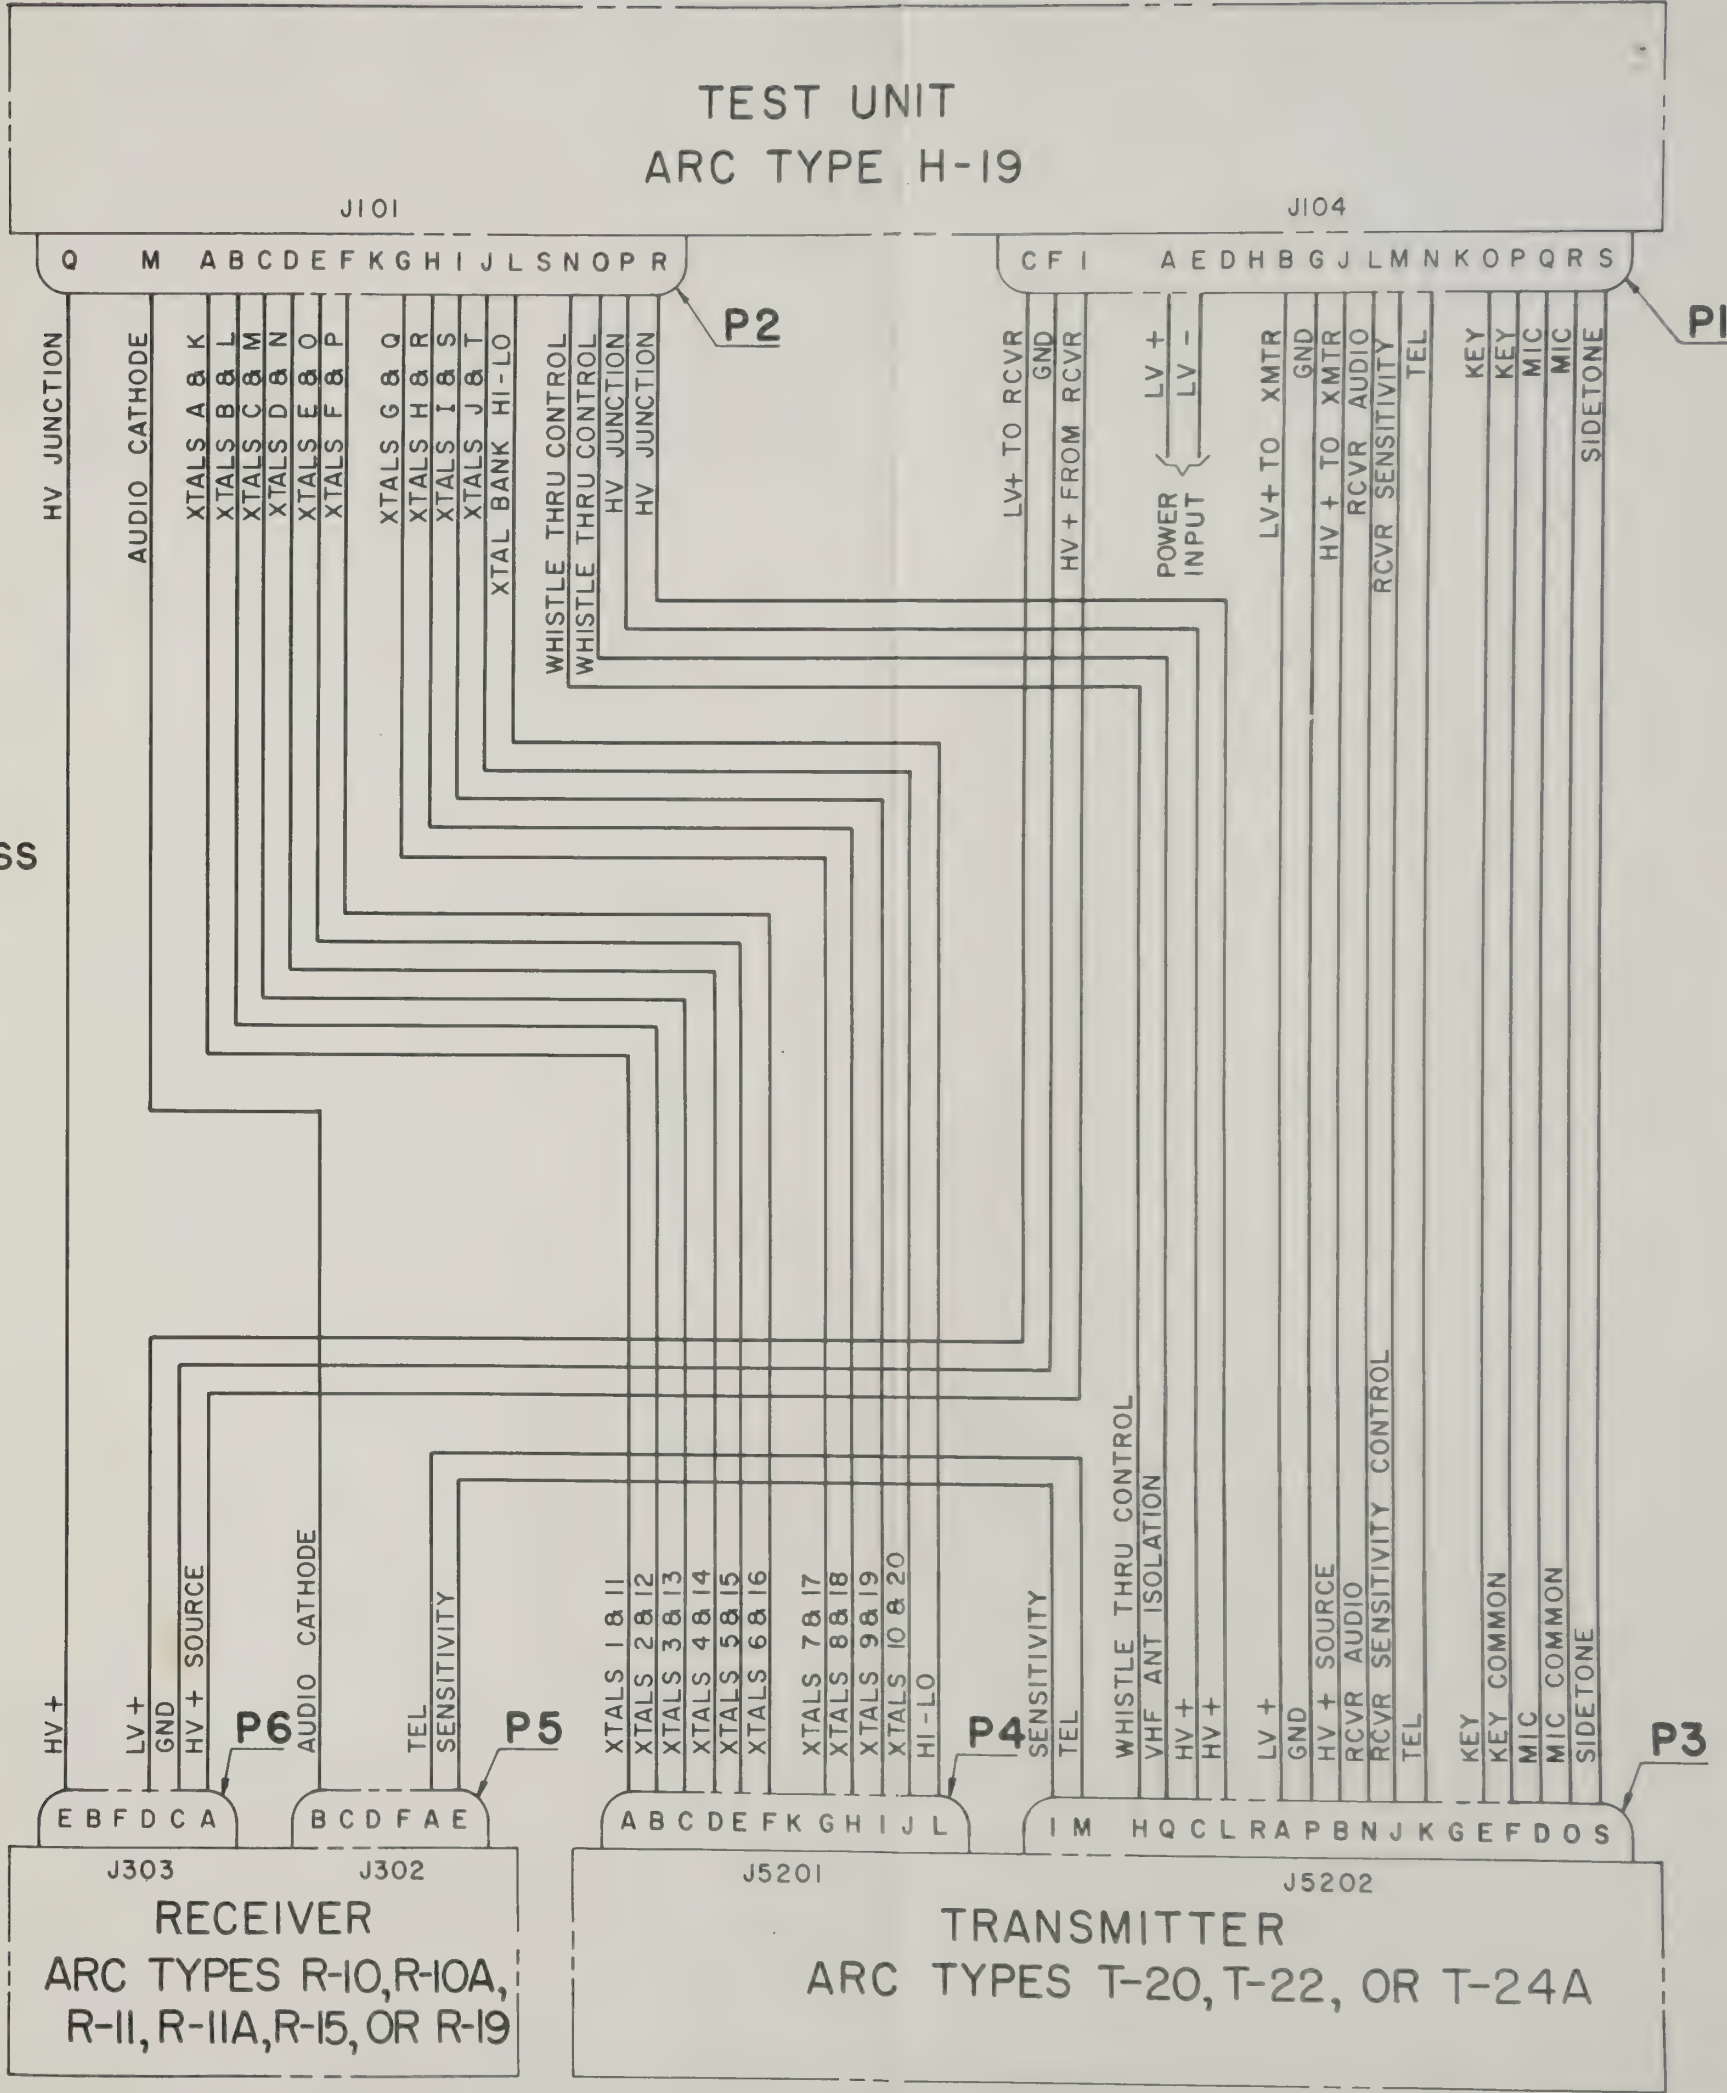 TEST UNIT
ARC TYPE H-19
J101
J104
Q M A B C D E F K G H I J L S N O P R
C F I A E D H B G J L M N K O P Q R S
P2
P1
HV JUNCTION
AUDIO CATHODE
XTALS A & K
XTALS B & L
XTALS C & M
XTALS D & N
XTALS E & O
XTALS F & P
XTALS G & Q
XTALS H & R
XTALS I & S
XTALS J & T
XTAL BANK HI-LO
WHISTLE THRU CONTROL
WHISTLE THRU CONTROL
HV JUNCTION
HV JUNCTION
LV+ TO RCVR
GND
HV + FROM RCVR
LV +
LV -
POWER
INPUT
LV+ TO XMTR
GND
HV + TO XMTR
RCVR AUDIO
RCVR SENSITIVITY
TEL
KEY
KEY
MIC
MIC
SIDETONE
SS
HV +
LV +
GND
HV + SOURCE
P6
AUDIO CATHODE
TEL
SENSITIVITY
P5
XTALS 1 & 11
XTALS 2 & 12
XTALS 3 & 13
XTALS 4 & 14
XTALS 5 & 15
XTALS 6 & 16
XTALS 7 & 17
XTALS 8 & 18
XTALS 9 & 19
XTALS 10 & 20
HI-LO
P4
SENSITIVITY
TEL
WHISTLE THRU CONTROL
VHF ANT ISOLATION
HV +
HV +
LV +
GND
HV + SOURCE
RCVR AUDIO
RCVR SENSITIVITY CONTROL
TEL
KEY
KEY COMMON
MIC
MIC COMMON
SIDETONE
P3
E B F D C A
B C D F A E
A B C D E F K G H I J L
I M H Q C L R A P B N J K G E F D O S
J303
J302
J5201
J5202
RECEIVER
ARC TYPES R-10, R-10A,
R-11, R-11A, R-15, OR R-19
TRANSMITTER
ARC TYPES T-20, T-22, OR T-24A